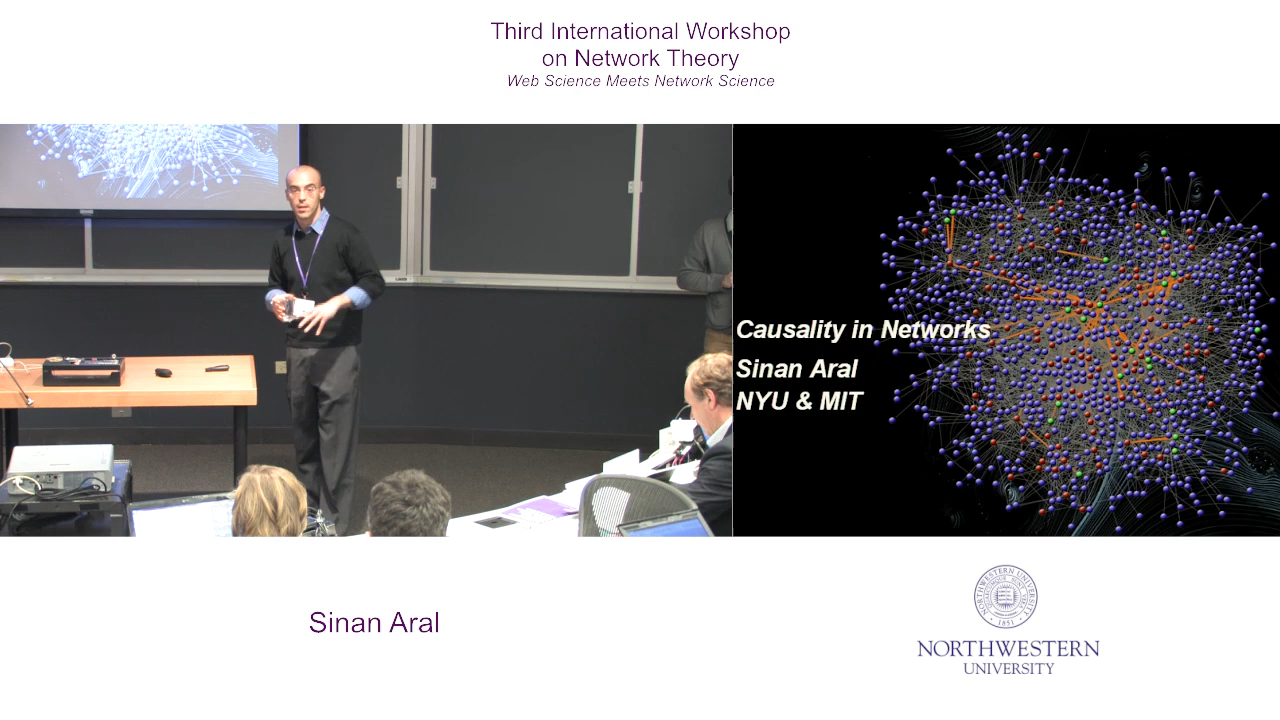 Third International Workshop
on Network Theory
Web Science Meets Network Science
Causality in Networks
Sinan Aral
NYU & MIT
Sinan Aral
1851
NORTHWESTERN
UNIVERSITY